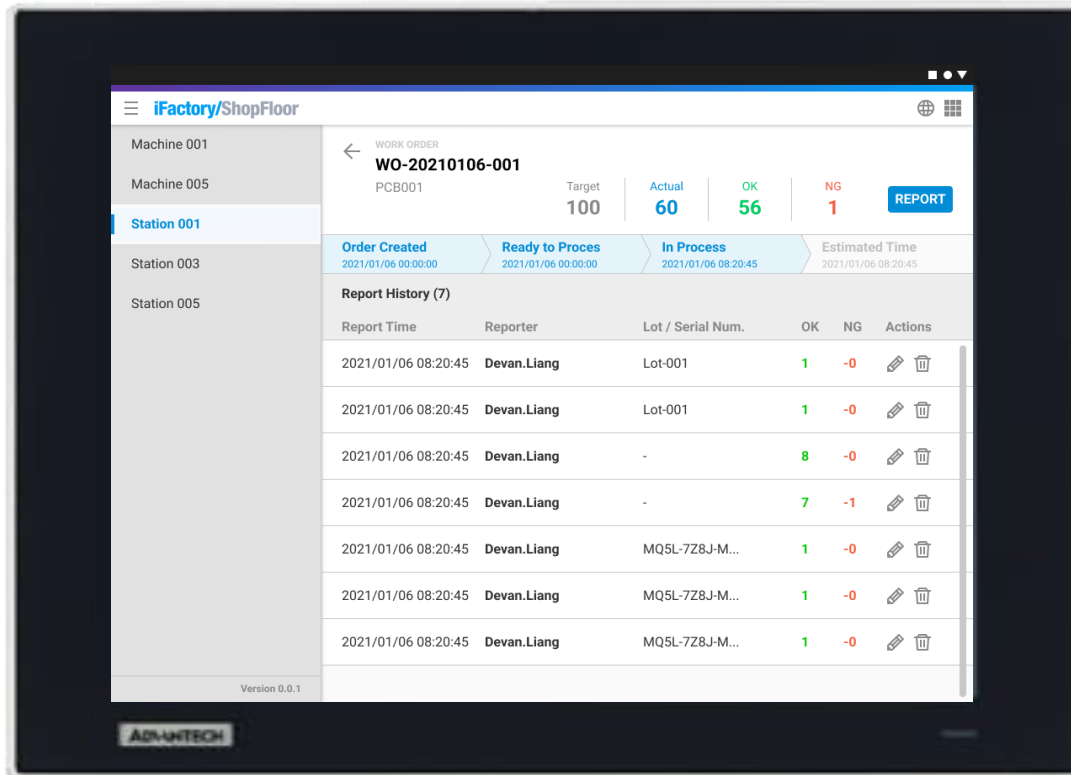 iFactory/ShopFloor
Machine 001
Machine 005
Station 001
Station 003
Station 005
Version 0.0.1
WORK ORDER
WO-20210106-001
PCB001
Target Actual OK NG
100 60 56 1
REPORT
Order Created Ready to Proces In Process Estimated Time
2021/01/06 00:00:00 2021/01/06 00:00:00 2021/01/06 08:20:45 2021/01/06 08:20:45
Report History (7)
Report Time Reporter Lot / Serial Num. OK NG Actions
2021/01/06 08:20:45 Devan.Liang Lot-001 1 -0
2021/01/06 08:20:45 Devan.Liang Lot-001 1 -0
2021/01/06 08:20:45 Devan.Liang - 8 -0
2021/01/06 08:20:45 Devan.Liang - 7 -1
2021/01/06 08:20:45 Devan.Liang MQ5L-7Z8J-M... 1 -0
2021/01/06 08:20:45 Devan.Liang MQ5L-7Z8J-M... 1 -0
2021/01/06 08:20:45 Devan.Liang MQ5L-7Z8J-M... 1 -0
ADVANTECH